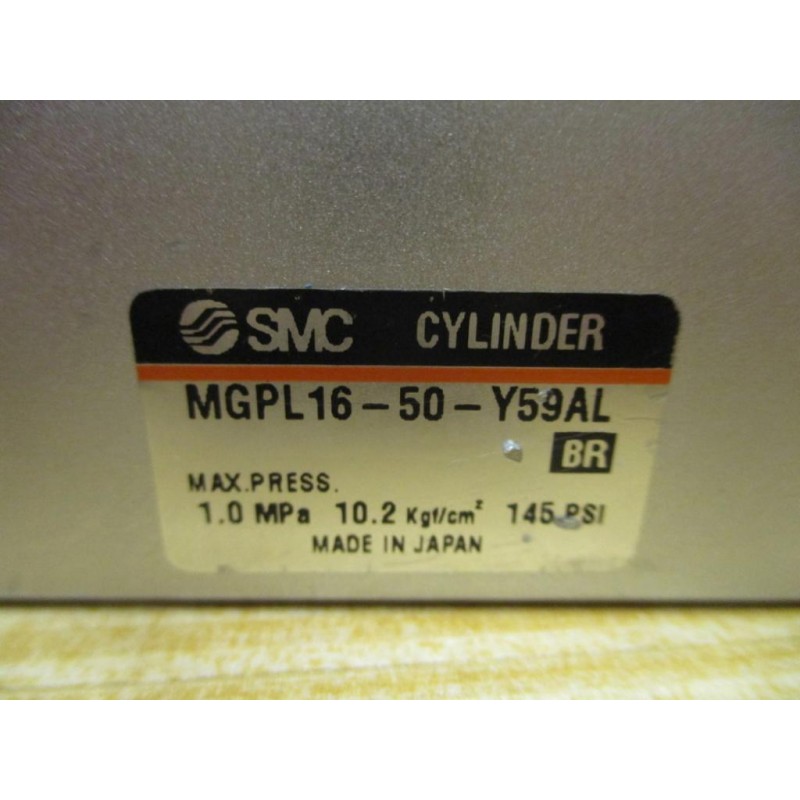 SMC CYLINDER
MGPL16-50-Y59AL
BR
MAX.PRESS.
1.0 MPa 10.2 Kgf/cm² 145 PSI
MADE IN JAPAN